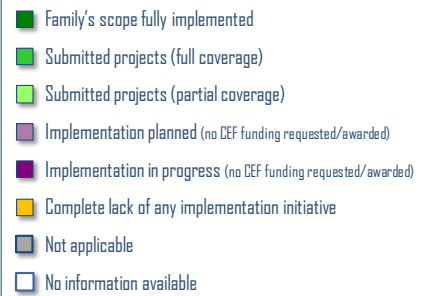 Family's scope fully implemented
Submitted projects (full coverage)
Submitted projects (partial coverage)
Implementation planned (no CEF funding requested/awarded)
Implementation in progress (no CEF funding requested/awarded)
Complete lack of any implementation initiative
Not applicable
No information available